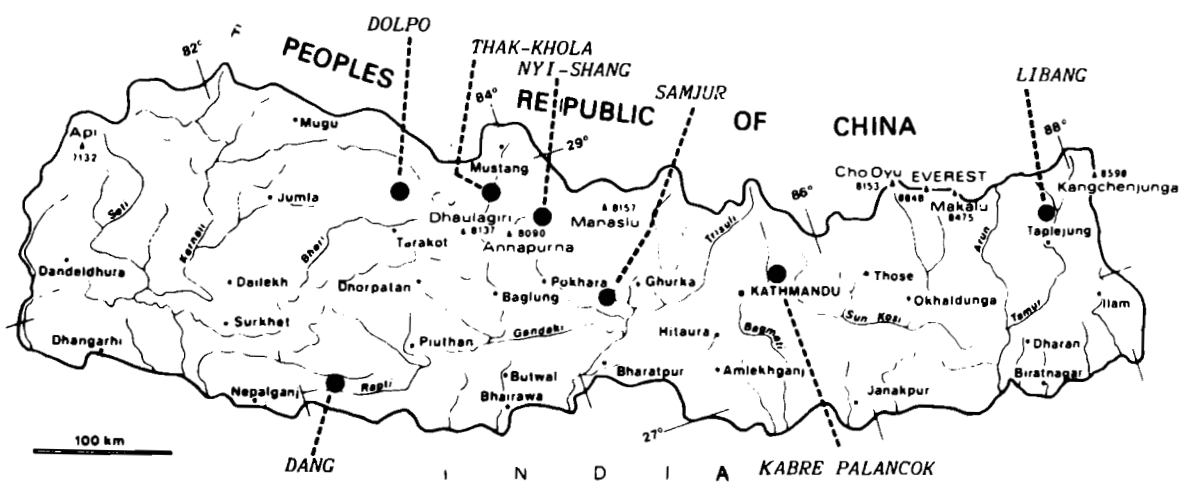 DOLPO
THAK-KHOLA
NYI-SHANG
SAMJUR
LIBANG
PEOPLES
REPUBLIC
OF
CHINA
82°
84°
29°
86°
88°
Api
7132
Mugu
Mustang
Jumla
Seti
Karnali
Bheri
Dhaulagiri
8137
Annapurna
8090
Manaslu
8157
Cho Oyu
8153
EVEREST
8848
Makalu
8475
Kangchenjunga
8598
Taplejung
Trisuli
Arun
Tarakot
Dandeldhura
Dailekh
Dhorpatan
Baglung
Pokhara
Ghurka
KATHMANDU
Those
Okhaldunga
Ilam
Surkhet
Dhangarhi
Piuthan
Gandaki
Hitaura
Bagmati
Sun Kosi
Tamur
Dharan
Biratnagar
Nepalganj
Rapti
Butwal
Bhairawa
Bharatpur
Amlekhganj
Janakpur
27°
100 km
DANG
INDIA
KABRE PALANCOK